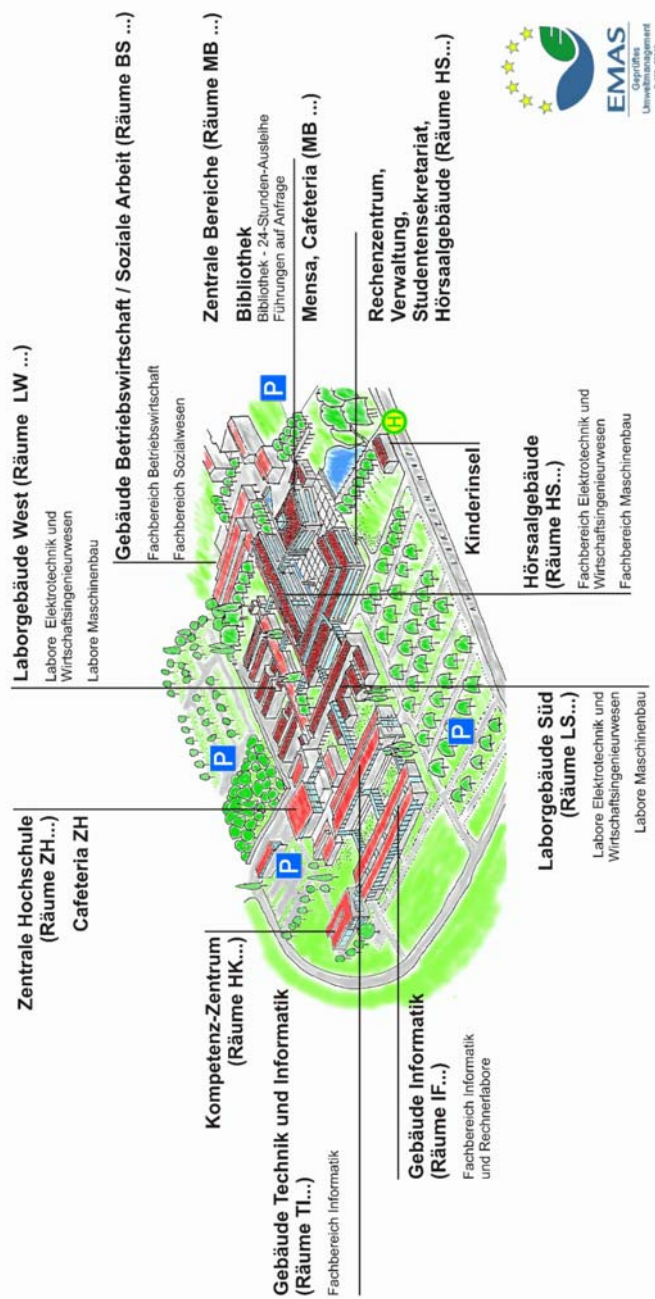 Laborgebäude West (Räume LW ...)
Labore Elektrotechnik und
Wirtschaftsingenieurwesen
Labore Maschinenbau
Gebäude Betriebswirtschaft / Soziale Arbeit (Räume BS ...)
Fachbereich Betriebswirtschaft
Fachbereich Sozialwesen
Zentrale Bereiche (Räume MB ...)
Bibliothek
Bibliothek - 24-Stunden-Ausleihe
Führungen auf Anfrage
Mensa, Cafeteria (MB ...)
Rechenzentrum,
Verwaltung,
Studentensekretariat,
Hörsaalgebäude (Räume HS...)
Zentrale Hochschule
(Räume ZH...)
Cafeteria ZH
Kompetenz-Zentrum
(Räume HK...)
Gebäude Technik und Informatik
(Räume TI...)
Fachbereich Informatik
Gebäude Informatik
(Räume IF...)
Fachbereich Informatik
und Rechnerlabore
Laborgebäude Süd
(Räume LS...)
Labore Elektrotechnik und
Wirtschaftsingenieurwesen
Labore Maschinenbau
Hörsaalgebäude
(Räume HS...)
Fachbereich Elektrotechnik und
Wirtschaftsingenieurwesen
Fachbereich Maschinenbau
Kinderinsel
P
P
P
P
H
EMAS
Geprüftes
Umweltmanagement